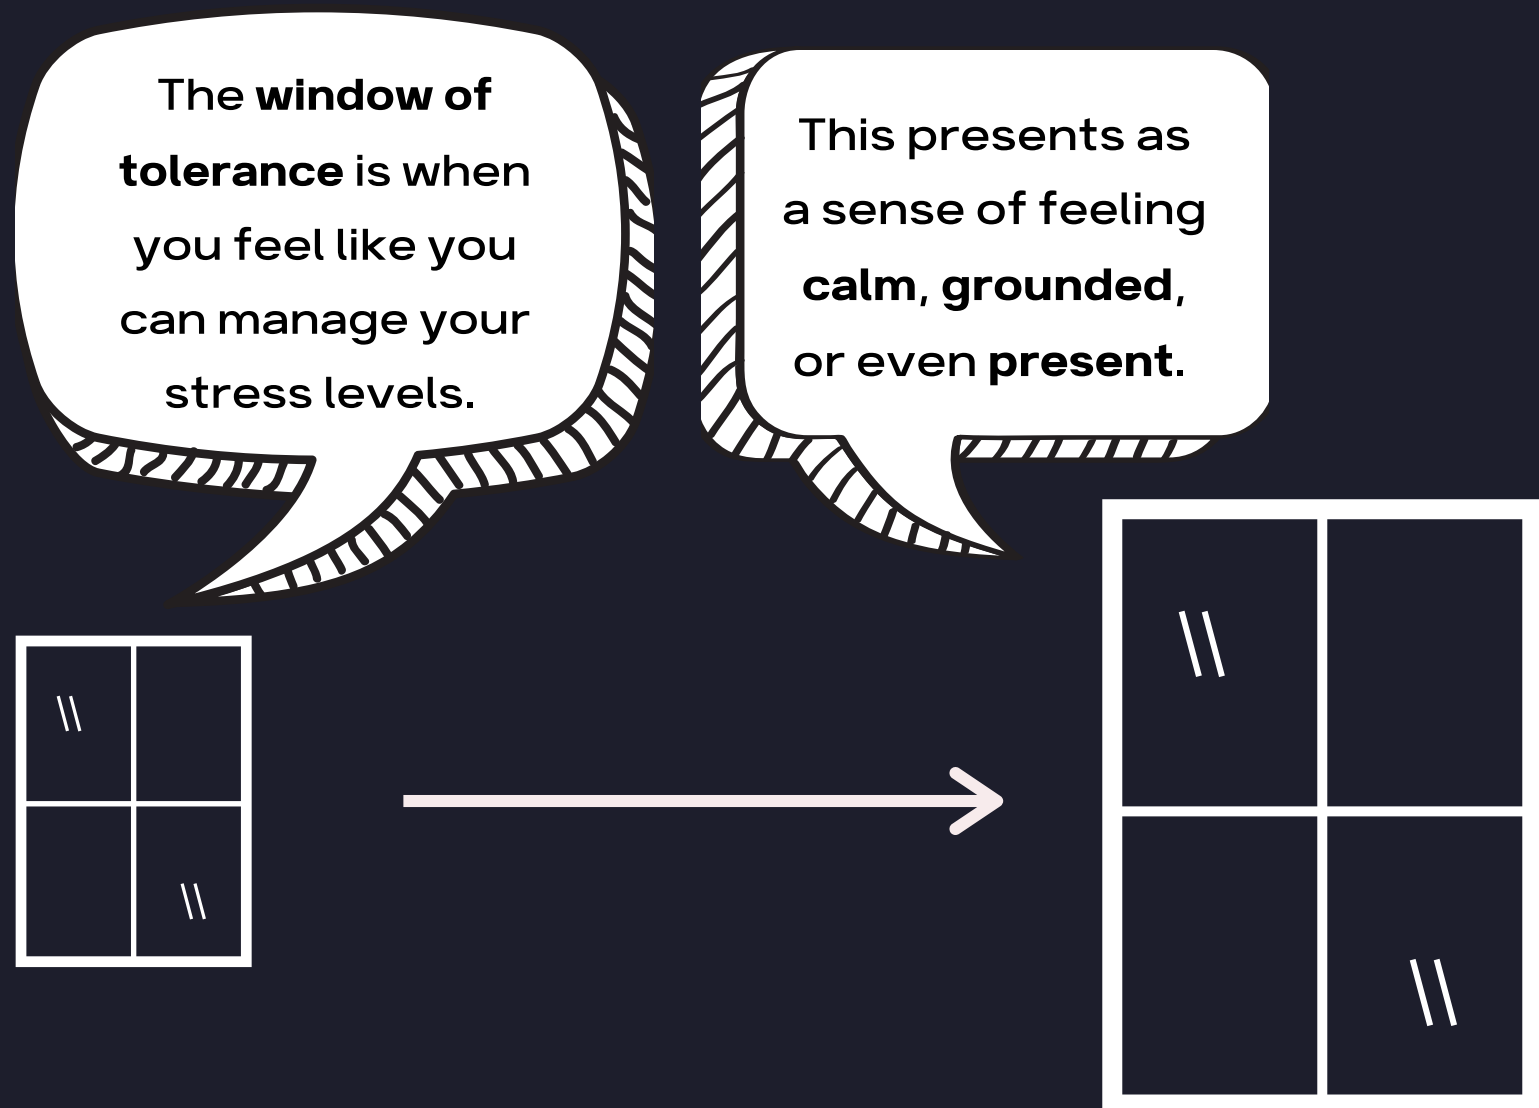 The window of
tolerance is when
you feel like you
can manage your
stress levels.
This presents as
a sense of feeling
calm, grounded,
or even present.